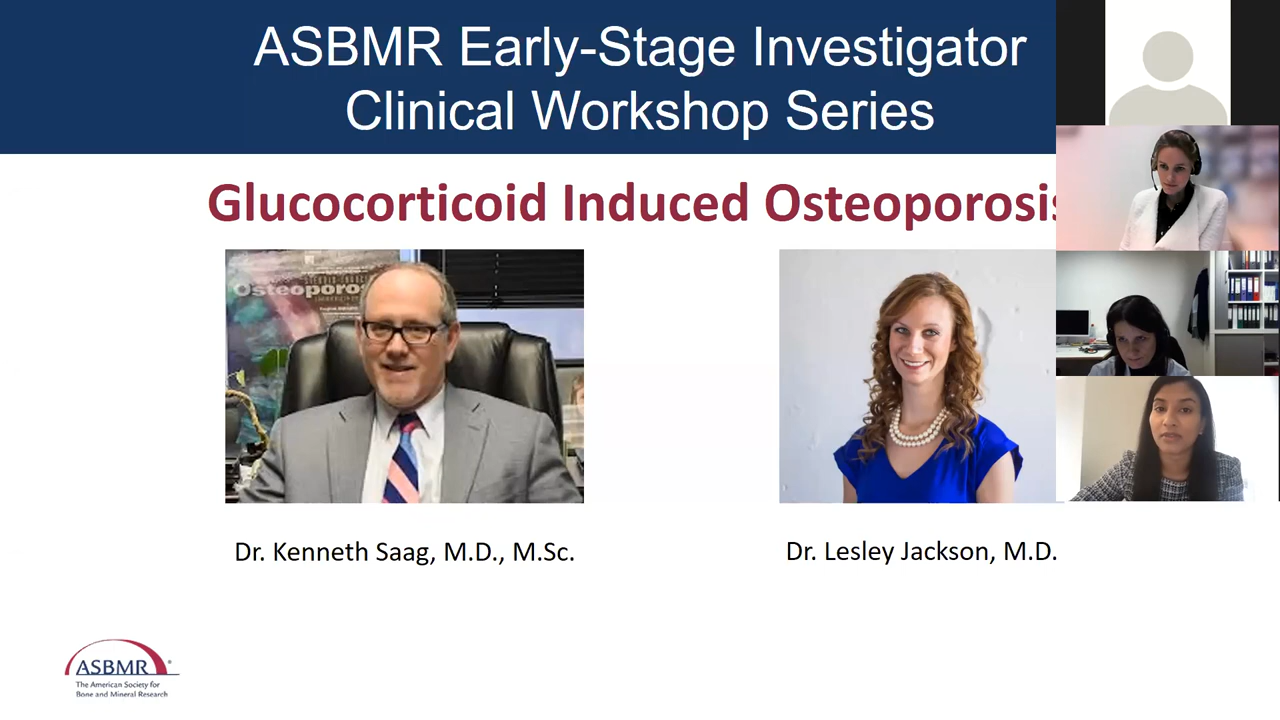 ASBMR Early-Stage Investigator
Clinical Workshop Series
Glucocorticoid Induced Osteoporosis
Osteoporos
Dr. Kenneth Saag, M.D., M.Sc.
Dr. Lesley Jackson, M.D.
ASBMR®
The American Society for
Bone and Mineral Research